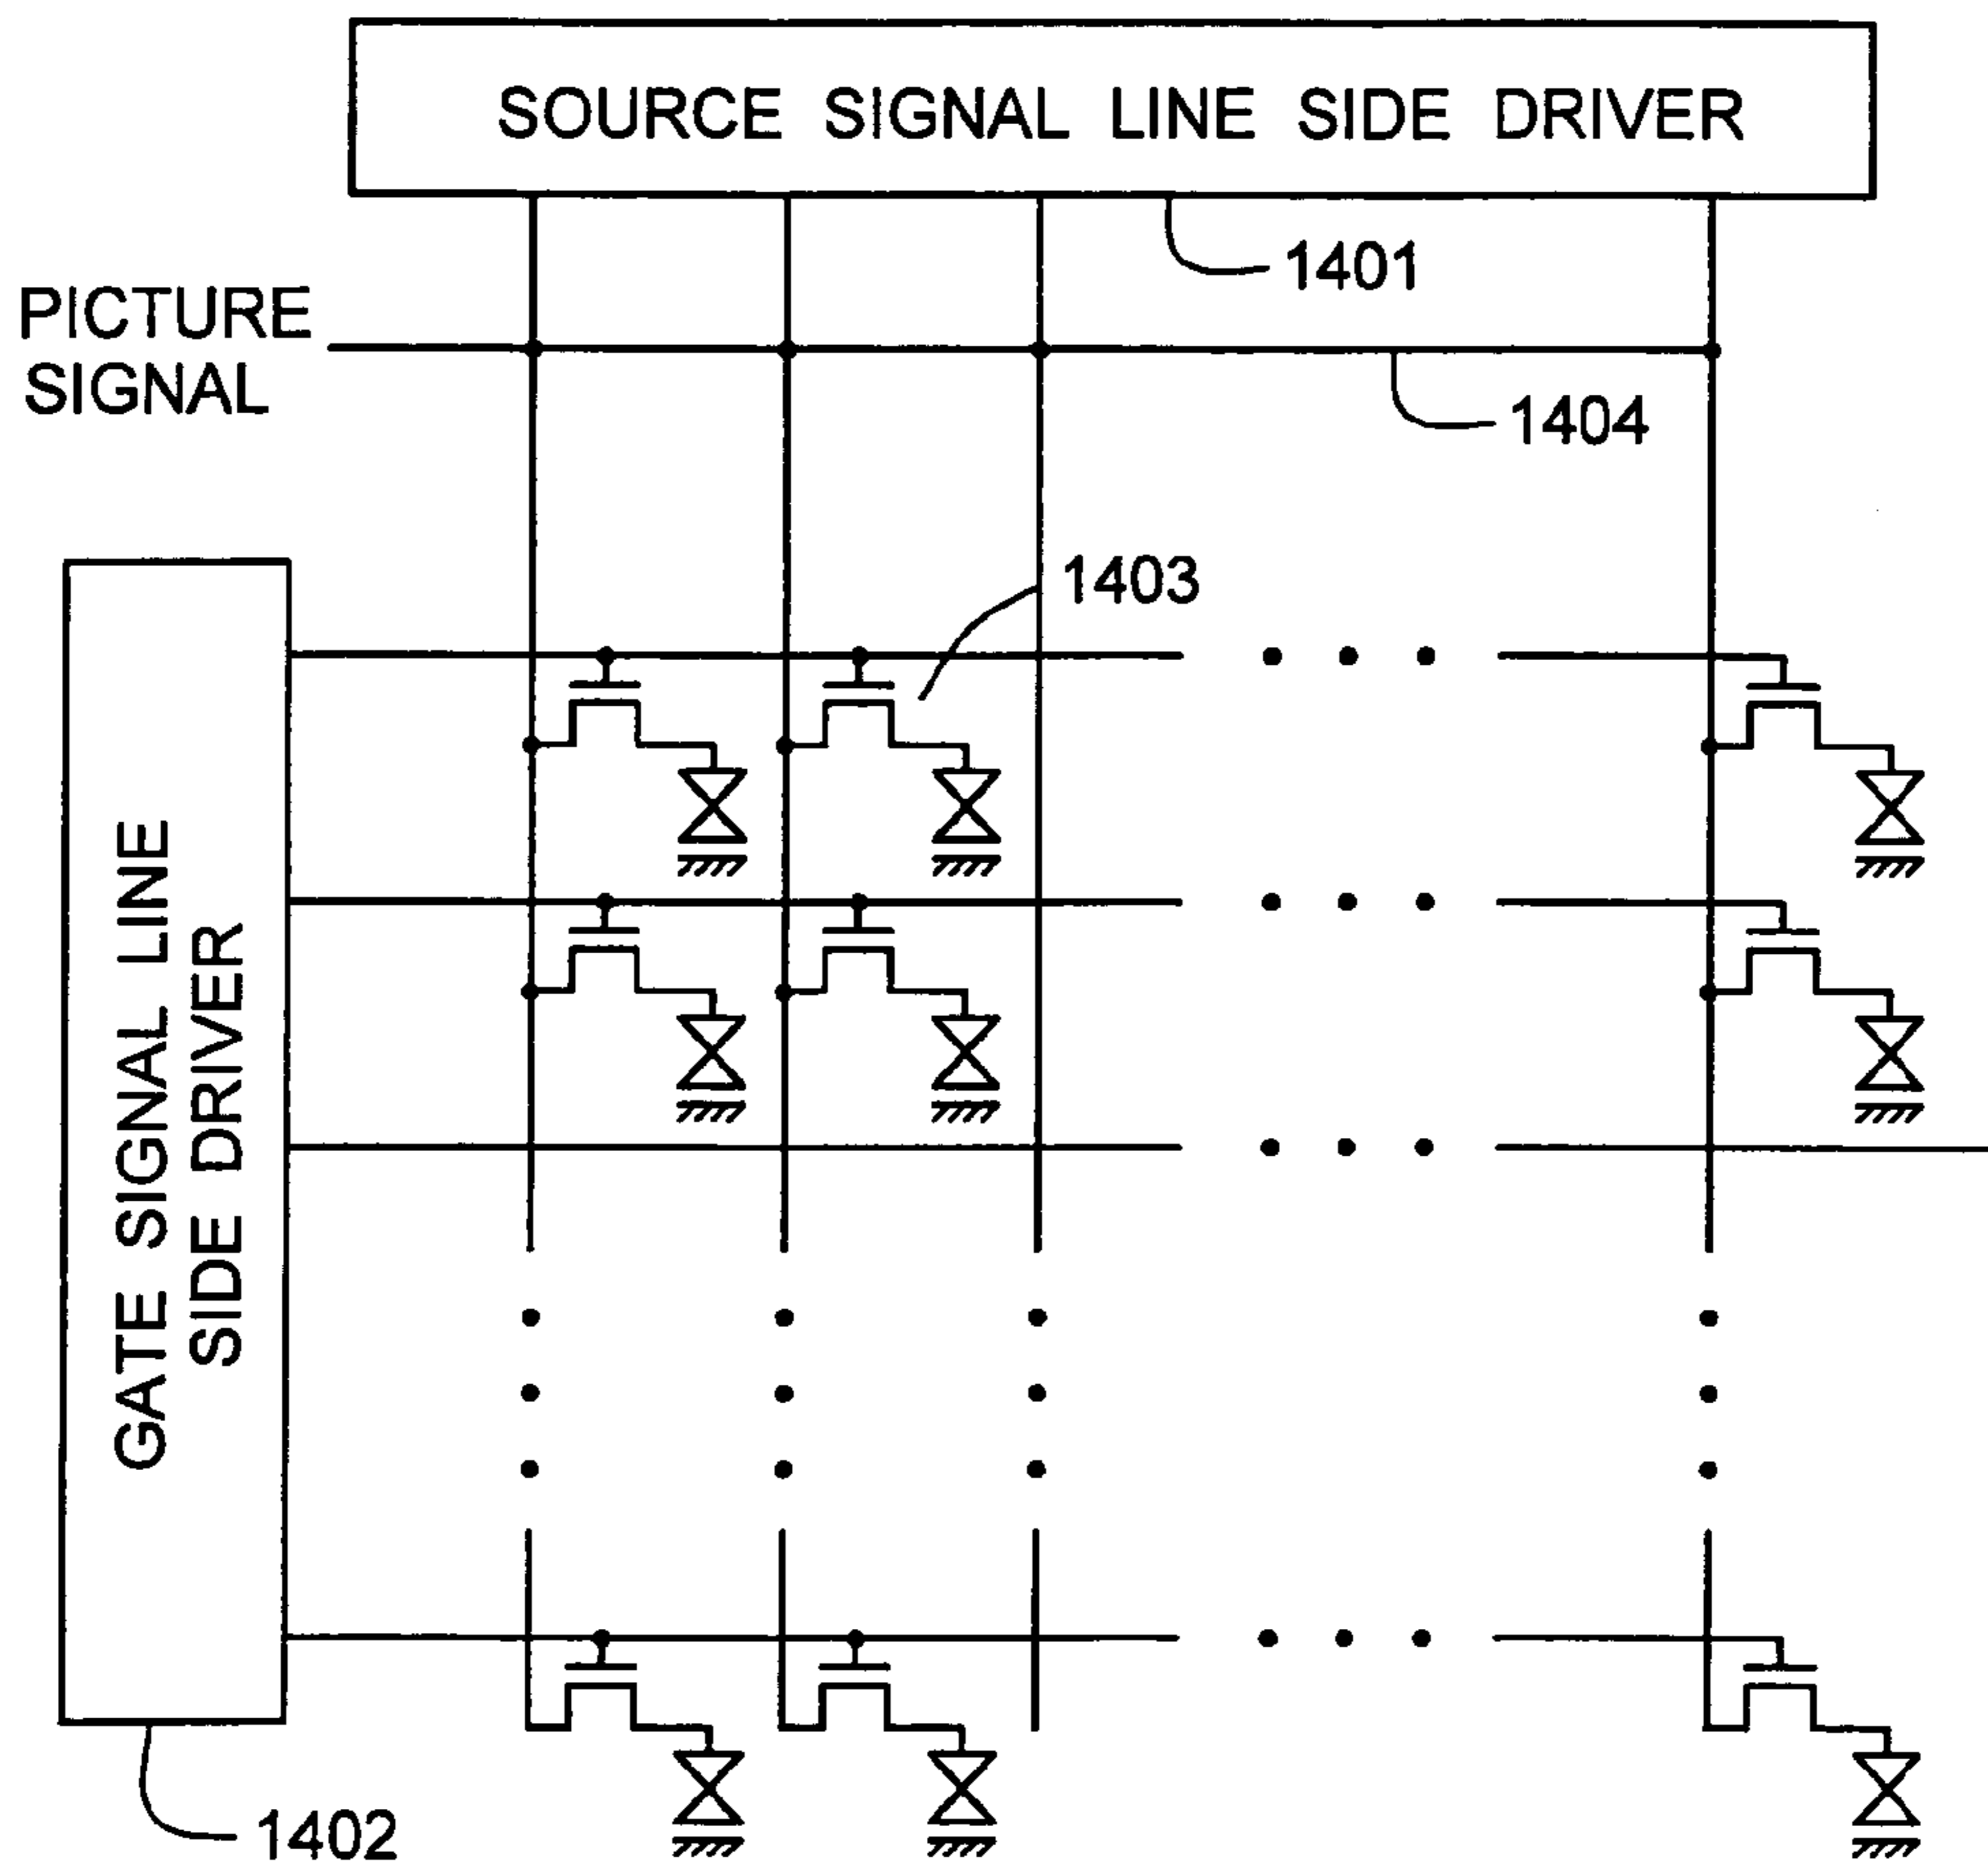 SOURCE SIGNAL LINE SIDE DRIVER
1401
PICTURE
SIGNAL
1404
1403
GATE SIGNAL LINE
SIDE DRIVER
1402